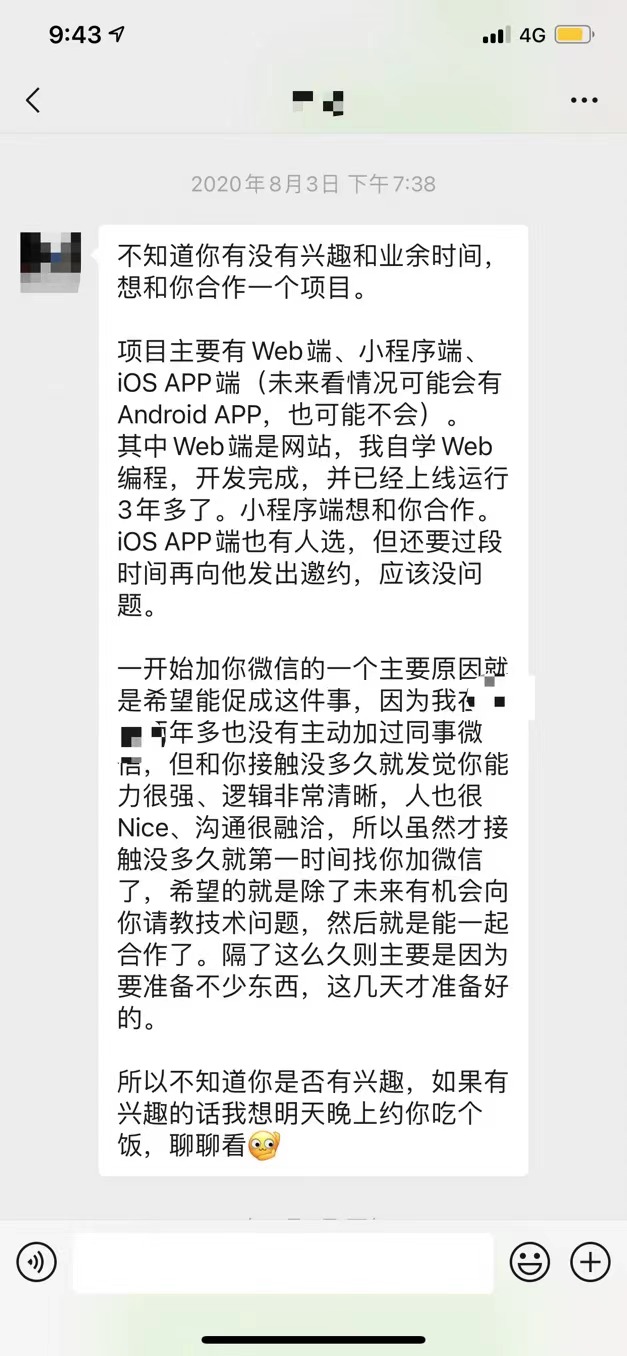 9:43
4G
2020年8月3日 下午7:38
不知道你有没有兴趣和业余时间，
想和你合作一个项目。
项目主要有 Web端、小程序端、
iOS APP端（未来看情况可能会有
Android APP，也可能不会）。
其中 Web端是网站，我自学 Web
编程，开发完成，并已经上线运行
3年多了。小程序端想和你合作。
iOS APP端也有人选，但还要过段
时间再向他发出邀约，应该没问
题。
一开始加你微信的一个主要原因就
是希望能促成这件事，因为我在
年多也没有主动加过同事微
信，但和你接触没多久就发觉你能
力很强、逻辑非常清晰，人也很
Nice、沟通很融洽，所以虽然才接
触没多久就第一时间找你加微信
了，希望的就是除了未来有机会向
你请教技术问题，然后就是能一起
合作了。隔了这么久则主要是因为
要准备不少东西，这几天才准备好
的。
所以不知道你是否有兴趣，如果有
兴趣的话我想明天晚上约你吃个
饭，聊聊看